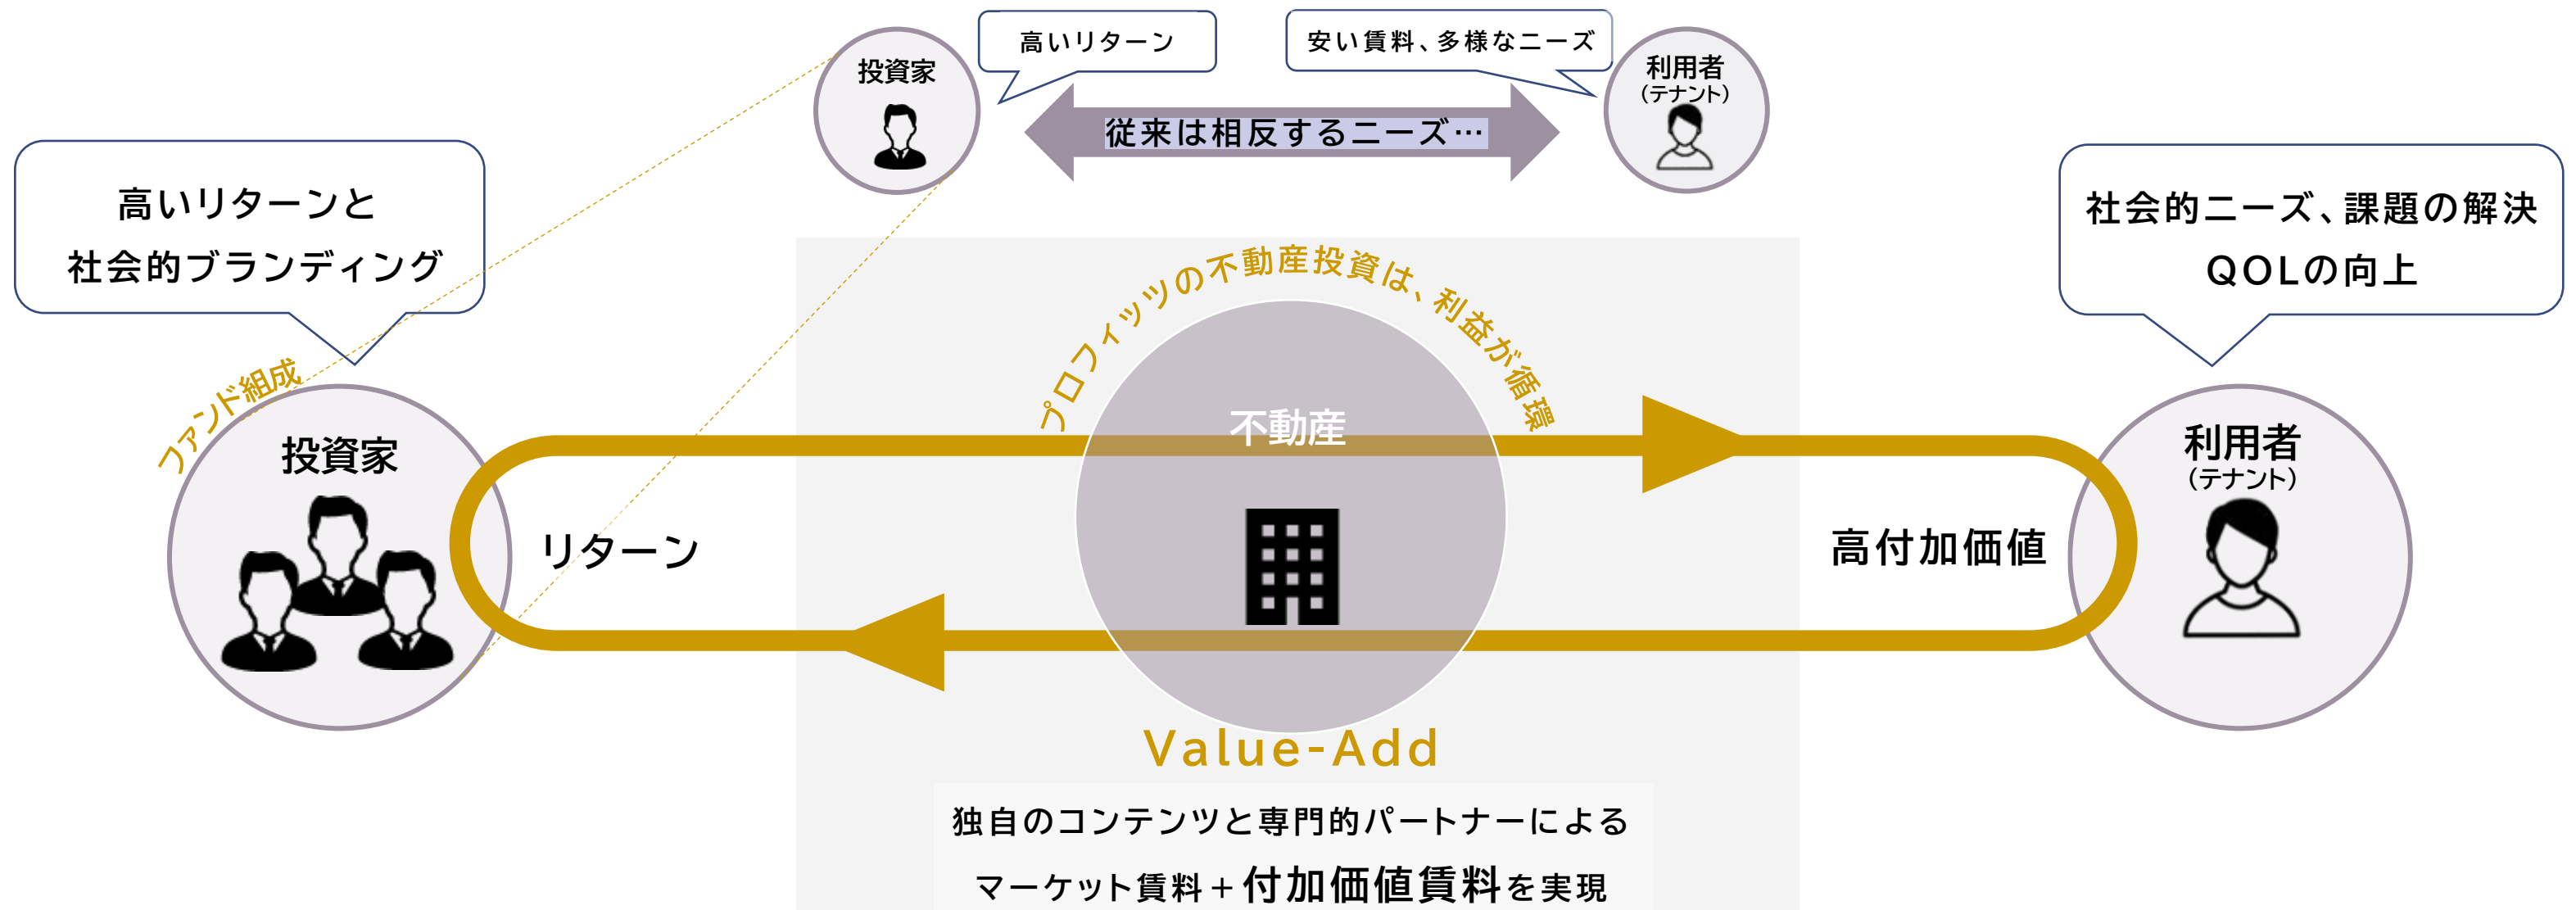 投資家
高いリターン
安い賃料、多様なニーズ
利用者
(テナント)
従来は相反するニーズ…
高いリターンと
社会的ブランディング
社会的ニーズ、課題の解決
QOLの向上
プロフィッツの不動産投資は、利益が循環
ファンド組成
投資家
不動産
利用者
(テナント)
リターン
高付加価値
Value-Add
独自のコンテンツと専門的パートナーによる
マーケット賃料+付加価値賃料を実現